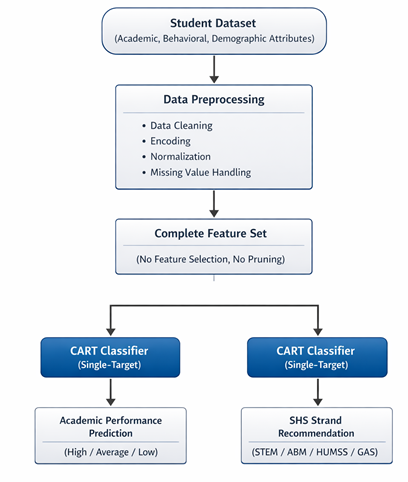 Student Dataset
(Academic, Behavioral, Demographic Attributes)
Data Preprocessing
• Data Cleaning
• Encoding
• Normalization
• Missing Value Handling
Complete Feature Set
(No Feature Selection, No Pruning)
CART Classifier
(Single-Target)
CART Classifier
(Single-Target)
Academic Performance
Prediction
(High / Average / Low)
SHS Strand
Recommendation
(STEM / ABM / HUMSS / GAS)